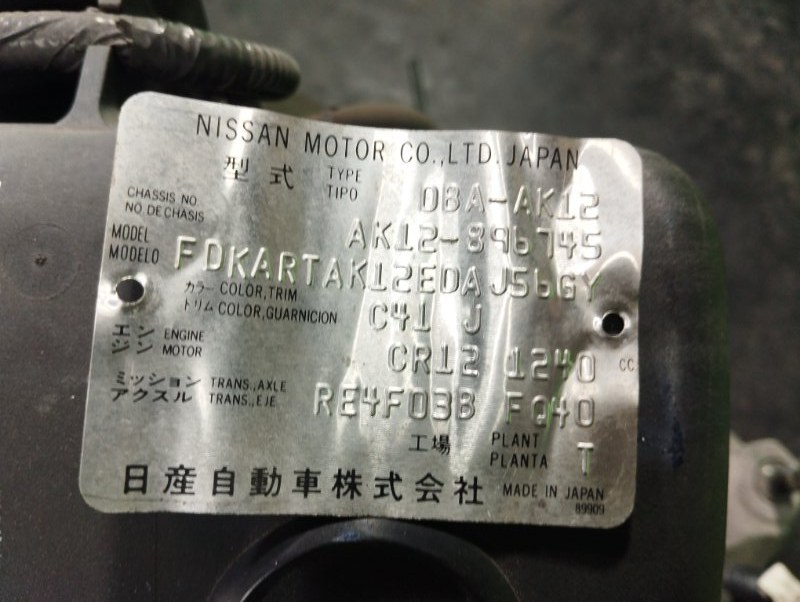 NISSAN MOTOR CO.,LTD. JAPAN
型式 TYPE TIPO DBA-AK12
CHASSIS NO NO DE CHASIS AK12-896745
MODEL MODELO FDKARTAK12EDAJ56GY
カラー COLOR,TRIM トリム COLOR,GUARNICION C41 J
エンジン ENGINE MOTOR CR12 1240 CC
ミッション TRANS.,AXLE アクスル TRANS.,EJE RE4F03B FQ40
工場 PLANT PLANTA T
日産自動車株式会社 MADE IN JAPAN
89909